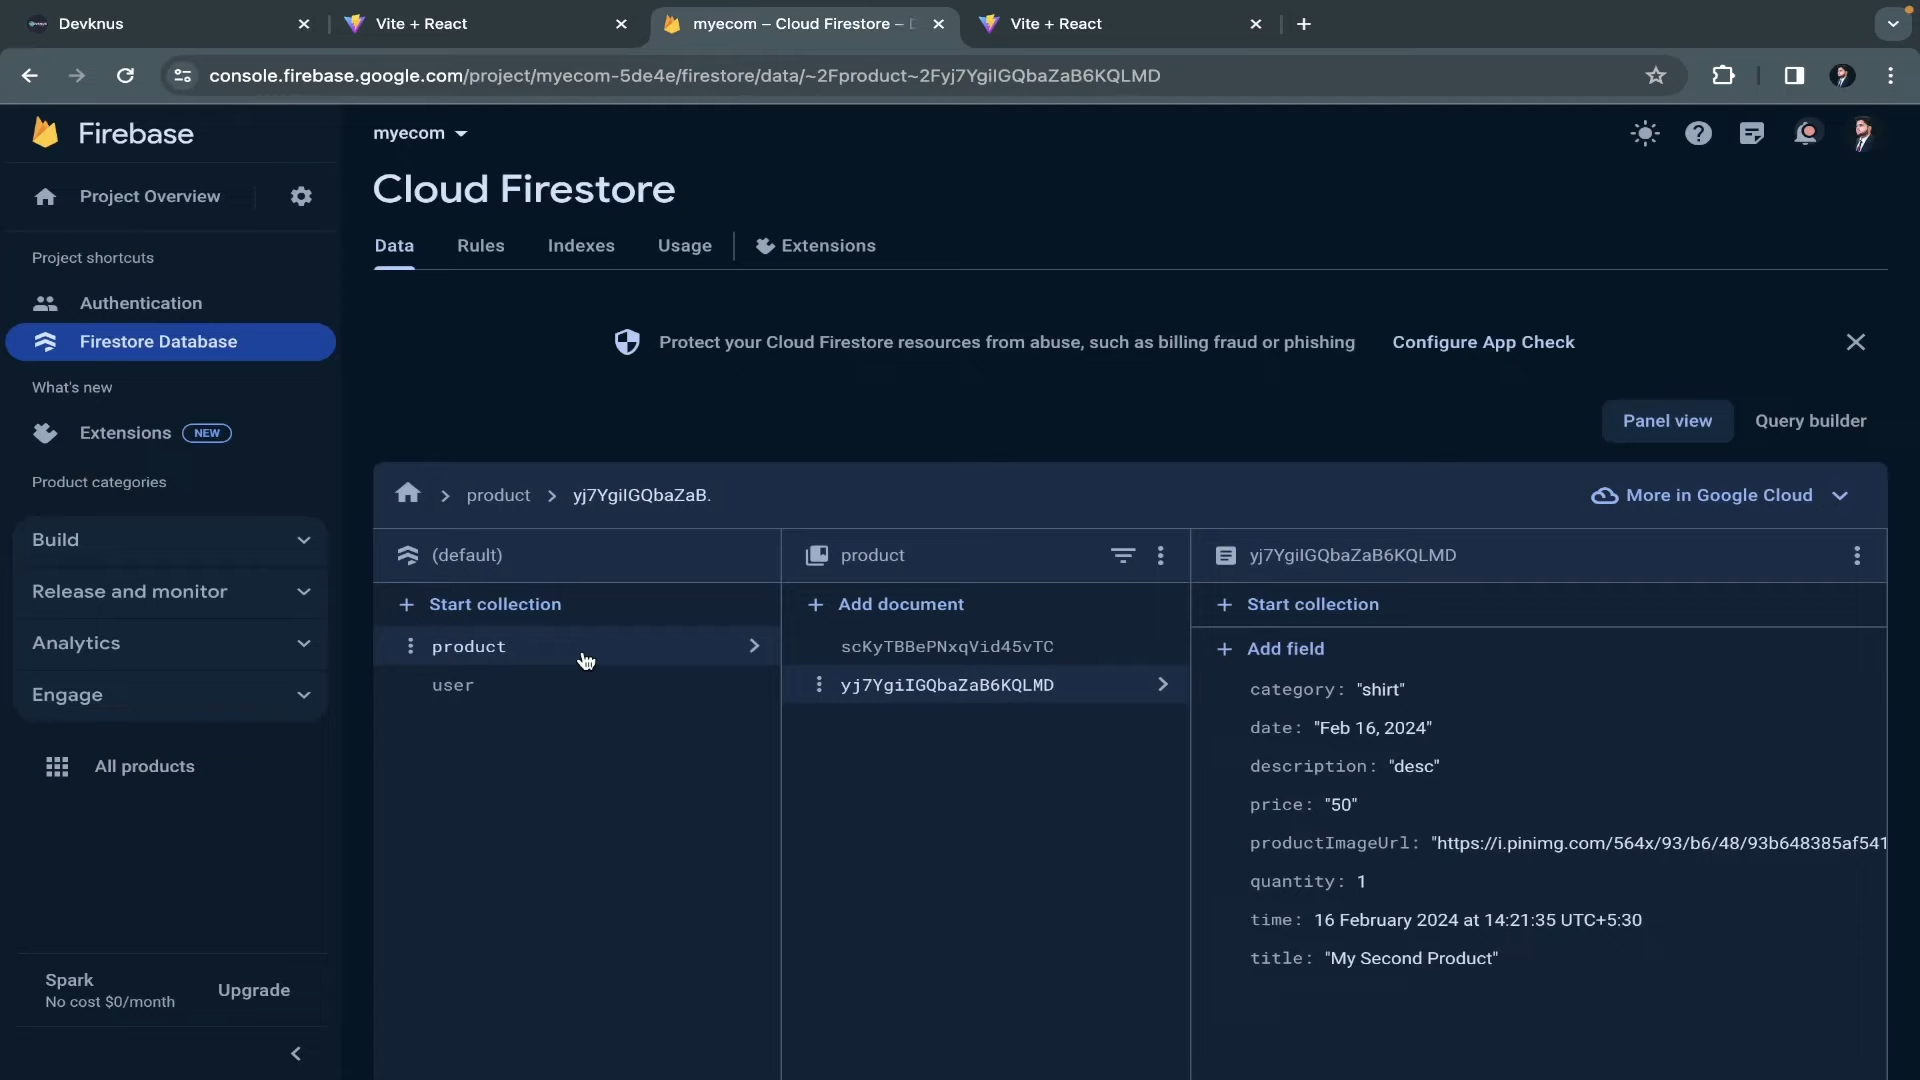 Devknus
Vite + React
myecom – Cloud Firestore –
Vite + React
console.firebase.google.com/project/myecom-5de4e/firestore/data/~2Fproduct~2Fyj7YgiIGQbaZaB6KQLMD
Firebase
myecom
Project Overview
Cloud Firestore
Data Rules Indexes Usage Extensions
Project shortcuts
Authentication
Firestore Database
Protect your Cloud Firestore resources from abuse, such as billing fraud or phishing Configure App Check
What's new
Extensions NEW
Panel view Query builder
Product categories
Build
Release and monitor
Analytics
Engage
All products
Spark
No cost $0/month
Upgrade
product yj7YgiIGQbaZaB.
More in Google Cloud
(default)
Start collection
product
user
product
Add document
scKyTBBePNxqVid45vTC
yj7YgiIGQbaZaB6KQLMD
yj7YgiIGQbaZaB6KQLMD
Start collection
Add field
category: "shirt"
date: "Feb 16, 2024"
description: "desc"
price: "50"
productImageUrl: "https://i.pinimg.com/564x/93/b6/48/93b648385af541
quantity: 1
time: 16 February 2024 at 14:21:35 UTC+5:30
title: "My Second Product"